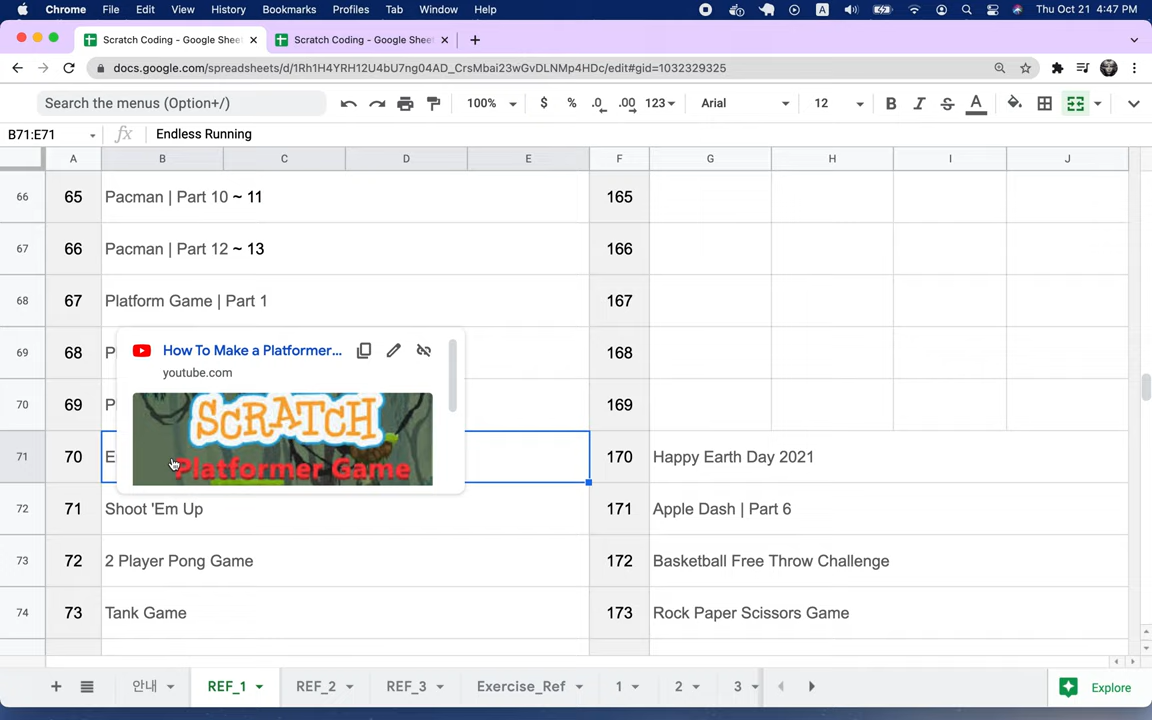 Chrome File Edit View History Bookmarks Profiles Tab Window Help A Thu Oct 21 4:47 PM
Scratch Coding - Google Shee Scratch Coding - Google Sheet
docs.google.com/spreadsheets/d/1Rh1H4YRH12U4bU7ng04AD_CrsMbai23wGvDLNMp4HDc/edit#gid=1032329325
Search the menus (Option+/) 100% $ % .0 .00 123 Arial 12 B I S A
B71:E71 fx Endless Running
A B C D E F G H I J
66 65 Pacman | Part 10 ~ 11 165
67 66 Pacman | Part 12 ~ 13 166
68 67 Platform Game | Part 1 167
69 68 P 168
How To Make a Platformer...
youtube.com
SCRATCH
Platformer Game
70 69 P 169
71 70 E 170 Happy Earth Day 2021
72 71 Shoot 'Em Up 171 Apple Dash | Part 6
73 72 2 Player Pong Game 172 Basketball Free Throw Challenge
74 73 Tank Game 173 Rock Paper Scissors Game
안내 REF_1 REF_2 REF_3 Exercise_Ref 1 2 3 Explore